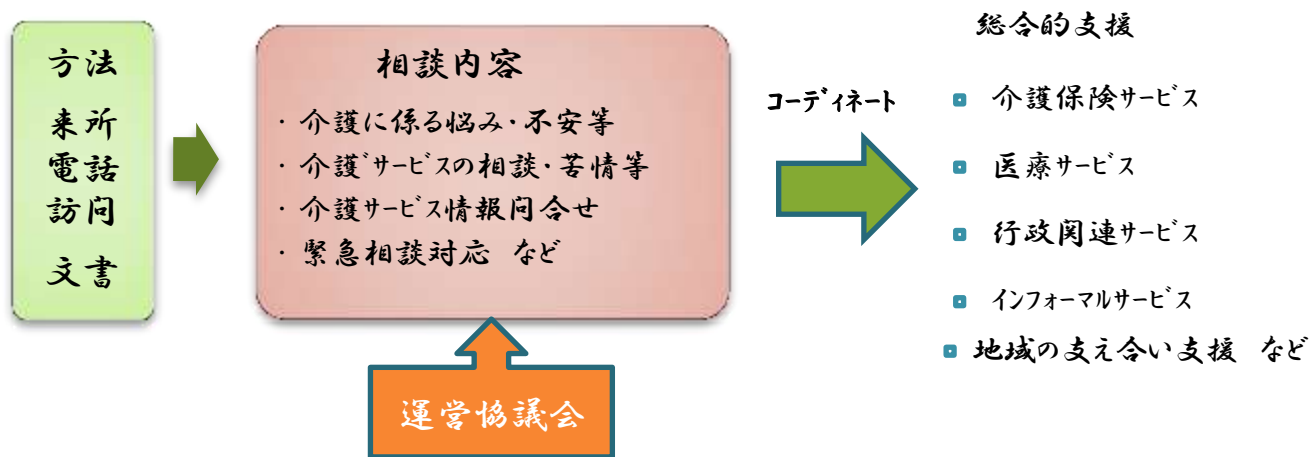 方法
来所
電話
訪問
文書
相談内容
・介護に係る悩み・不安等
・介護ｻｰﾋﾞｽの相談・苦情等
・介護ｻｰﾋﾞｽ情報問合せ
・緊急相談対応 など
運営協議会
ｺｰﾃﾞｨﾈｰﾄ
総合的支援
介護保険ｻｰﾋﾞｽ
医療ｻｰﾋﾞｽ
行政関連ｻｰﾋﾞｽ
ｲﾝﾌｫｰﾏﾙｻｰﾋﾞｽ
地域の支え合い支援 など